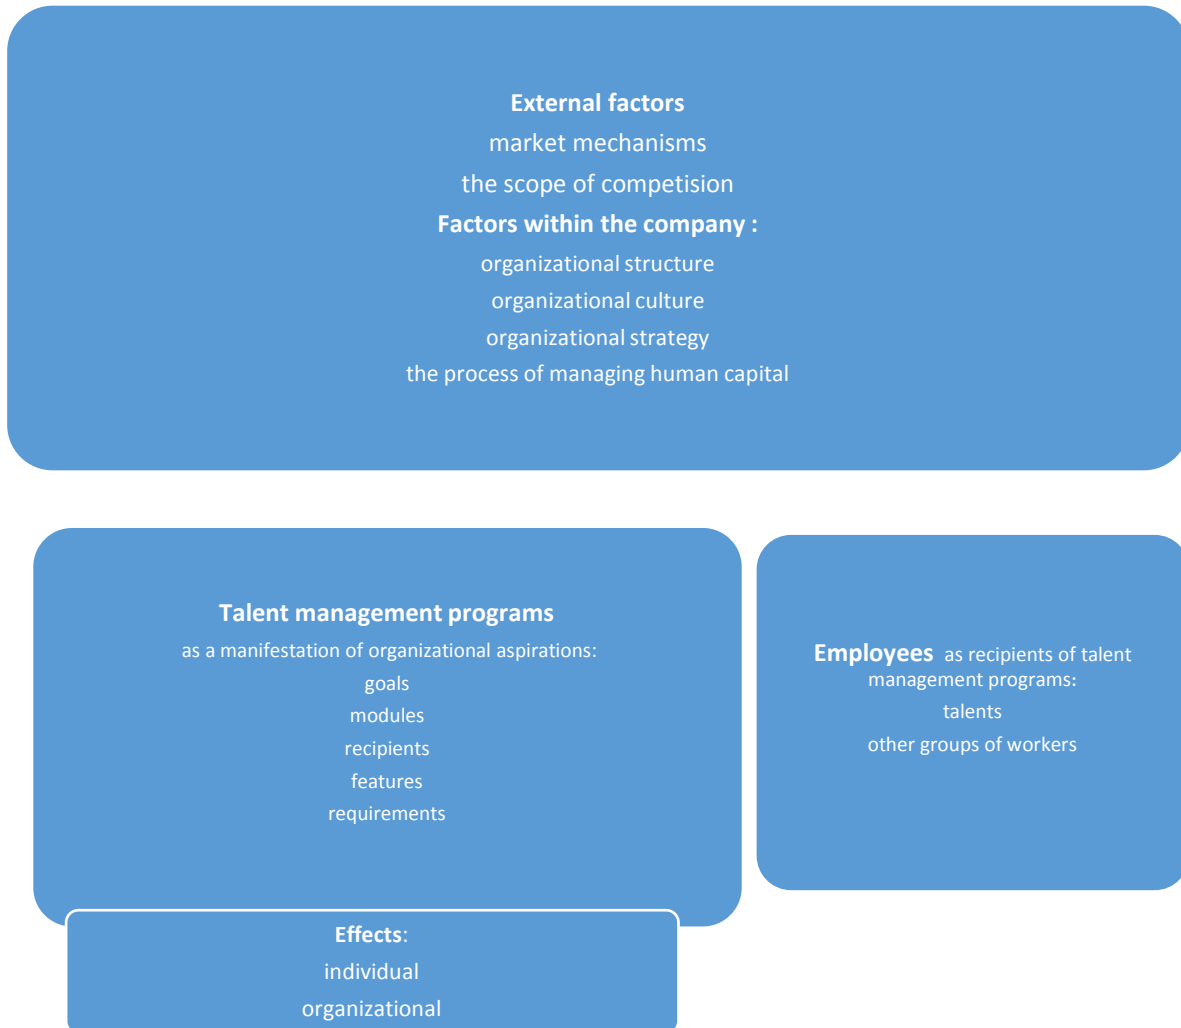 External factors
market mechanisms
the scope of competision
Factors within the company :
organizational structure
organizational culture
organizational strategy
the process of managing human capital
Talent management programs
as a manifestation of organizational aspirations:
goals
modules
recipients
features
requirements
Employees as recipients of talent
management programs:
talents
other groups of workers
Effects:
individual
organizational